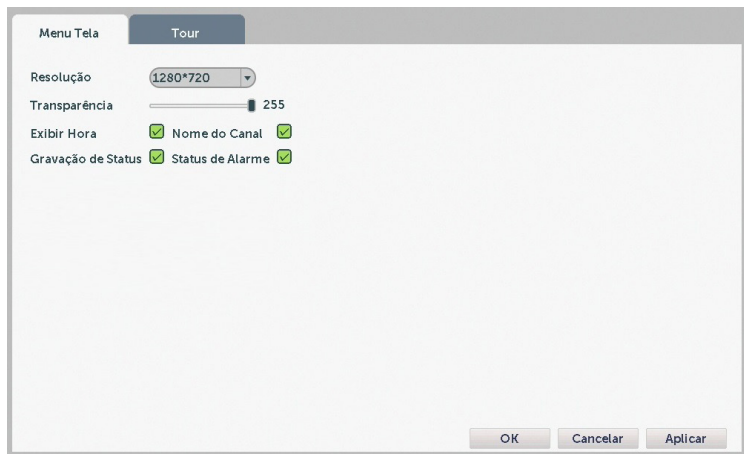 Menu Tela Tour
Resolução 1280*720
Transparência 255
Exibir Hora Nome do Canal
Gravação de Status Status de Alarme
OK Cancelar Aplicar